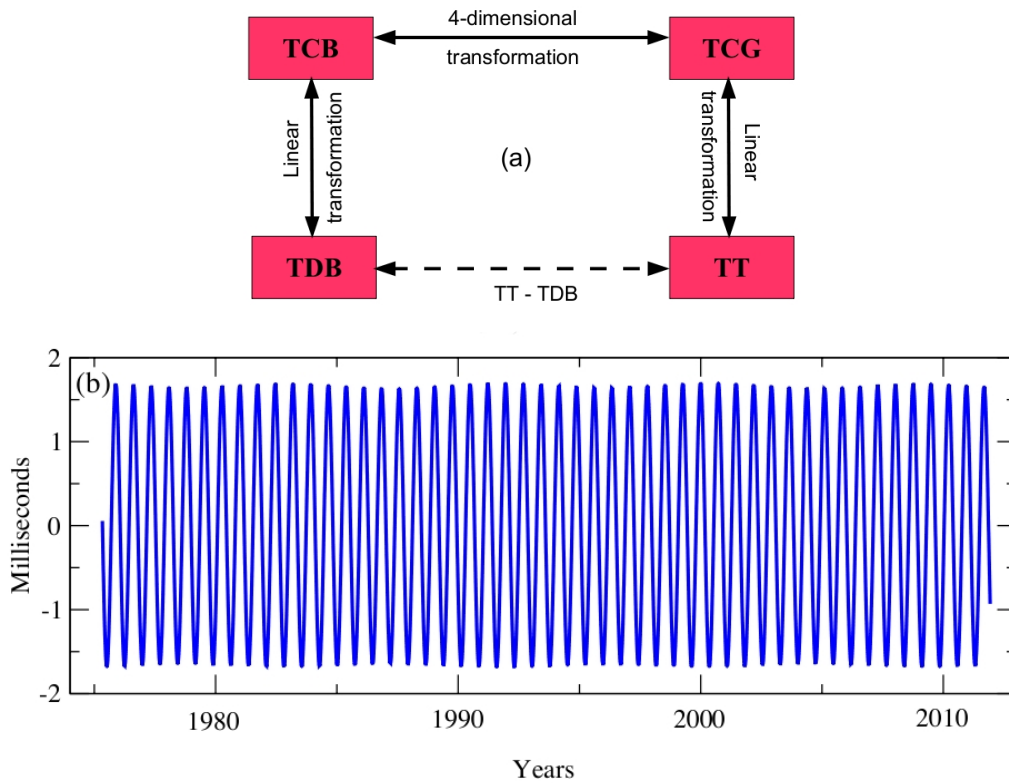 4-dimensional
TCB
TCG
transformation
Linear
transformation
(a)
transformation
Linear
TDB
TT
TT - TDB
2
(b)
1
0
-1
-2
Milliseconds
1980
1990
2000
2010
Years